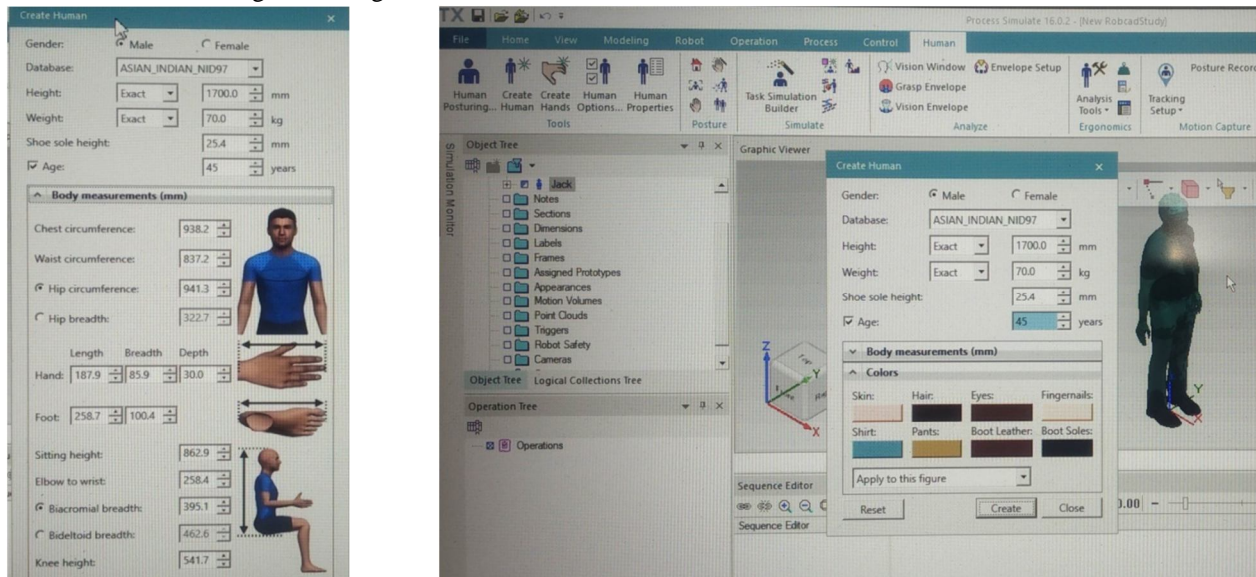 Create Human
Gender: Male Female
Database: ASIAN_INDIAN_NID97
Height: Exact 1700.0 mm
Weight: Exact 70.0 kg
Shoe sole height: 25.4 mm
Age: 45 years
Body measurements (mm)
Chest circumference: 938.2
Waist circumference: 837.2
Hip circumference: 941.3
Hip breadth: 322.7
Length Breadth Depth
Hand: 187.9 85.9 30.0
Foot: 258.7 100.4
Sitting height: 862.9
Elbow to wrist: 258.4
Biacromial breadth: 395.1
Bideltoid breadth: 462.6
Knee height: 541.7
TX
Process Simulate 16.0.2 - [New RobcadStudy]
File Home View Modeling Robot Operation Process Control Human
Human Posturing... Create Human Create Hands Human Options... Human Properties
Tools
Posture
Task Simulation Builder
Simulate
Vision Window Envelope Setup
Grasp Envelope
Vision Envelope
Analyze
Analysis Tools
Ergonomics
Tracking Setup
Posture Recor
Motion Capture
Simulation Monitor
Object Tree
Jack
Notes
Sections
Dimensions
Labels
Frames
Assigned Prototypes
Appearances
Motion Volumes
Point Clouds
Triggers
Robot Safety
Cameras
Object Tree Logical Collections Tree
Operation Tree
Operations
Graphic Viewer
Z
Y
X
Create Human
Gender: Male Female
Database: ASIAN_INDIAN_NID97
Height: Exact 1700.0 mm
Weight: Exact 70.0 kg
Shoe sole height: 25.4 mm
Age: 45 years
Body measurements (mm)
Colors
Skin: Hair: Eyes: Fingernails:
Shirt: Pants: Boot Leather: Boot Soles:
Apply to this figure
Reset Create Close
Y
X
Sequence Editor
0.00
Sequence Editor